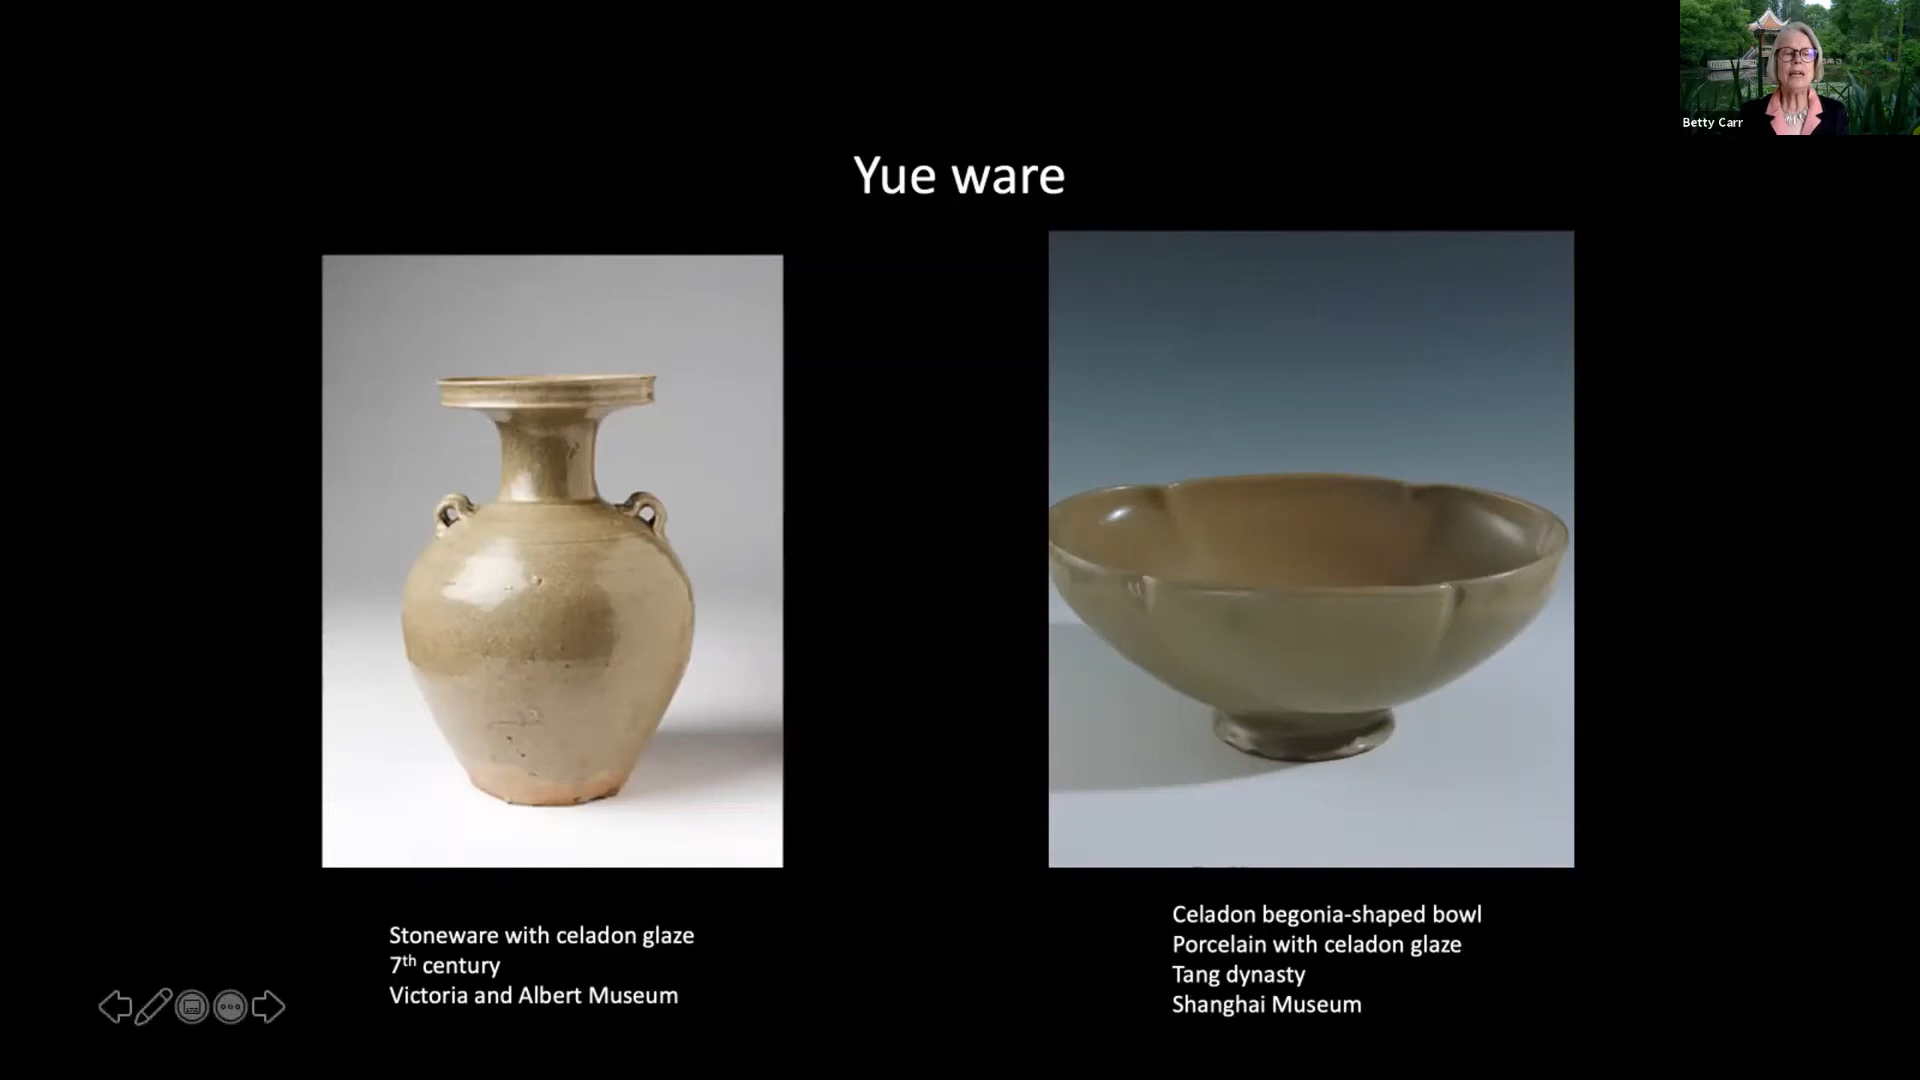 Betty Carr
Yue ware
Stoneware with celadon glaze
7th century
Victoria and Albert Museum
Celadon begonia-shaped bowl
Porcelain with celadon glaze
Tang dynasty
Shanghai Museum